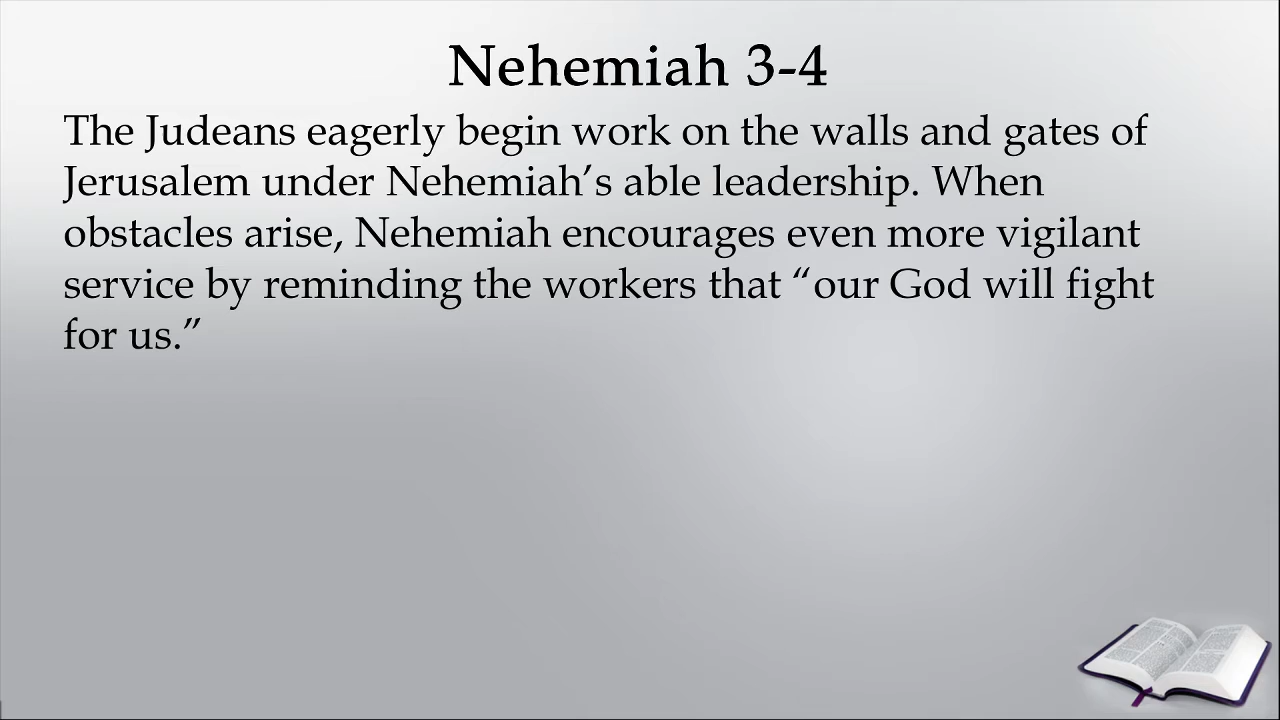 Nehemiah 3-4
The Judeans eagerly begin work on the walls and gates of
Jerusalem under Nehemiah’s able leadership. When
obstacles arise, Nehemiah encourages even more vigilant
service by reminding the workers that “our God will fight
for us.”